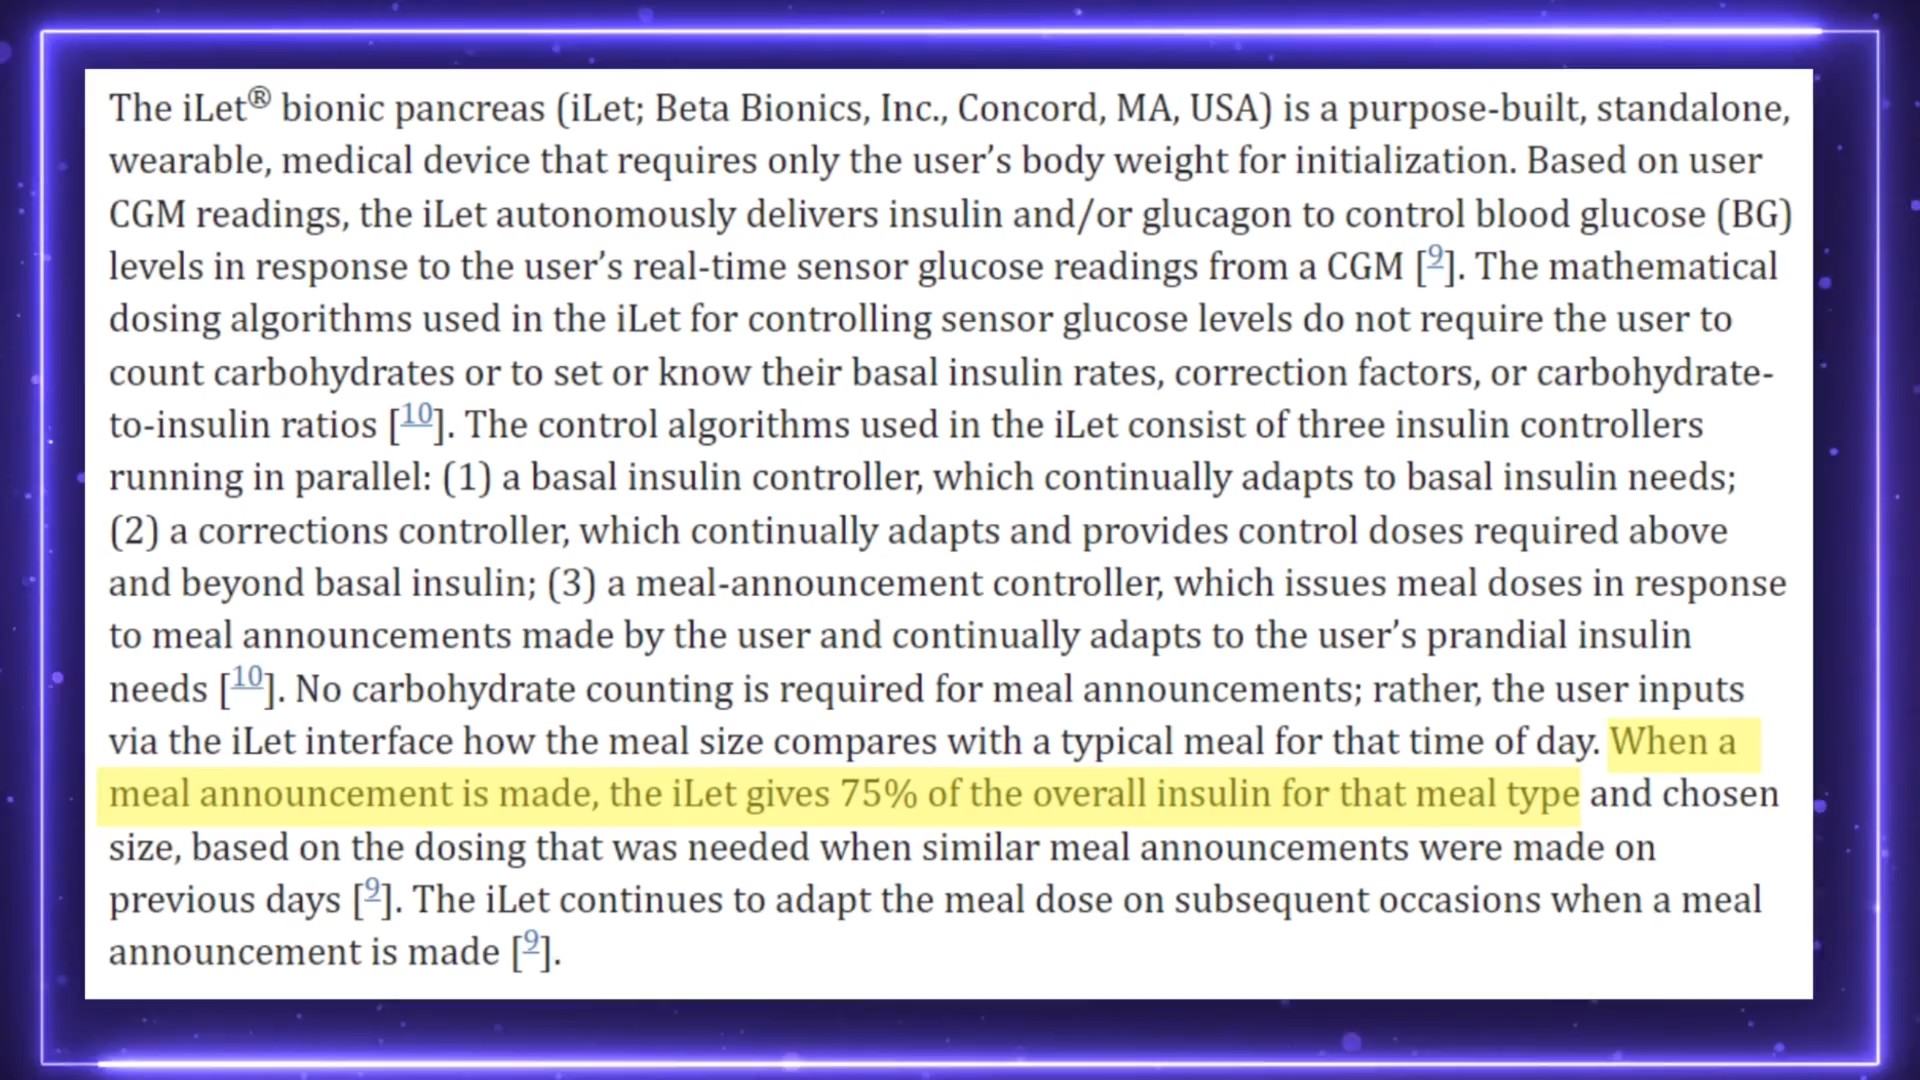 The iLet® bionic pancreas (iLet; Beta Bionics, Inc., Concord, MA, USA) is a purpose-built, standalone,
wearable, medical device that requires only the user’s body weight for initialization. Based on user
CGM readings, the iLet autonomously delivers insulin and/or glucagon to control blood glucose (BG)
levels in response to the user’s real-time sensor glucose readings from a CGM [9]. The mathematical
dosing algorithms used in the iLet for controlling sensor glucose levels do not require the user to
count carbohydrates or to set or know their basal insulin rates, correction factors, or carbohydrate-
to-insulin ratios [10]. The control algorithms used in the iLet consist of three insulin controllers
running in parallel: (1) a basal insulin controller, which continually adapts to basal insulin needs;
(2) a corrections controller, which continually adapts and provides control doses required above
and beyond basal insulin; (3) a meal-announcement controller, which issues meal doses in response
to meal announcements made by the user and continually adapts to the user’s prandial insulin
needs [10]. No carbohydrate counting is required for meal announcements; rather, the user inputs
via the iLet interface how the meal size compares with a typical meal for that time of day. When a
meal announcement is made, the iLet gives 75% of the overall insulin for that meal type and chosen
size, based on the dosing that was needed when similar meal announcements were made on
previous days [9]. The iLet continues to adapt the meal dose on subsequent occasions when a meal
announcement is made [9].